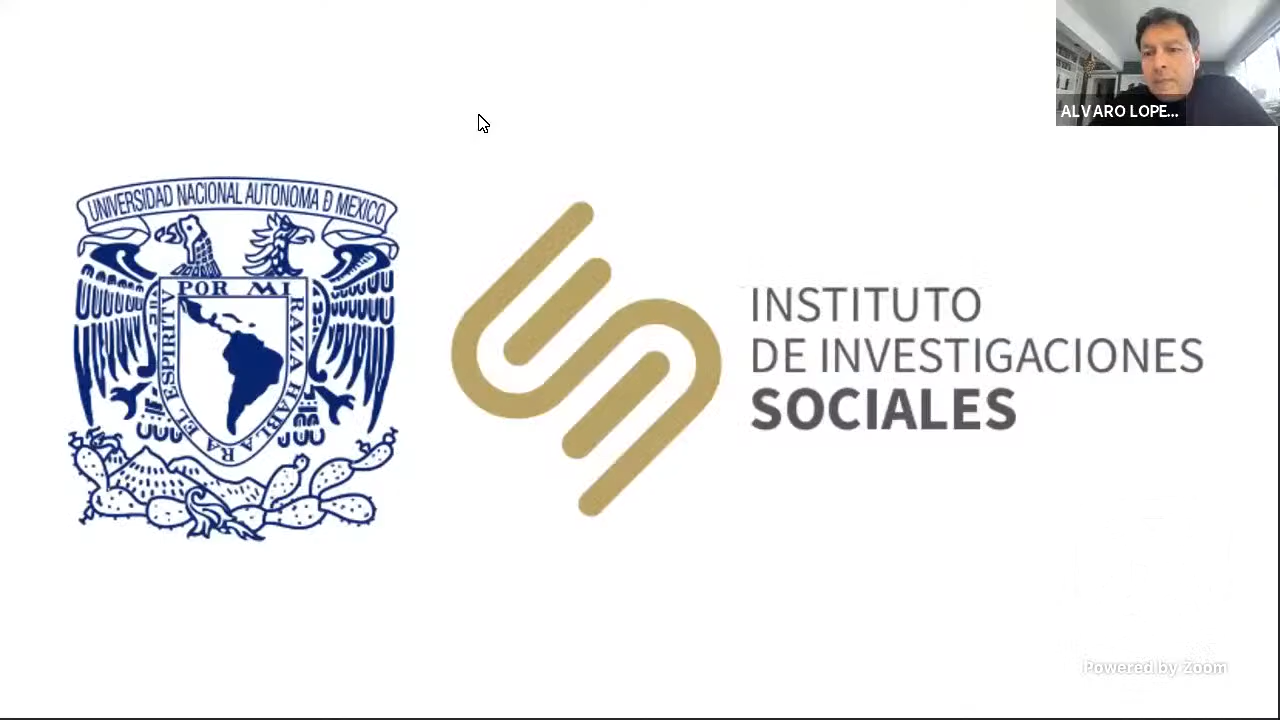 ALVARO LOPE...
UNIVERSIDAD NACIONAL AUTONOMA Đ MEXICO
POR MI RAZA HABLARA EL ESPIRITU
INSTITUTO
DE INVESTIGACIONES
SOCIALES
Powered by Zoom